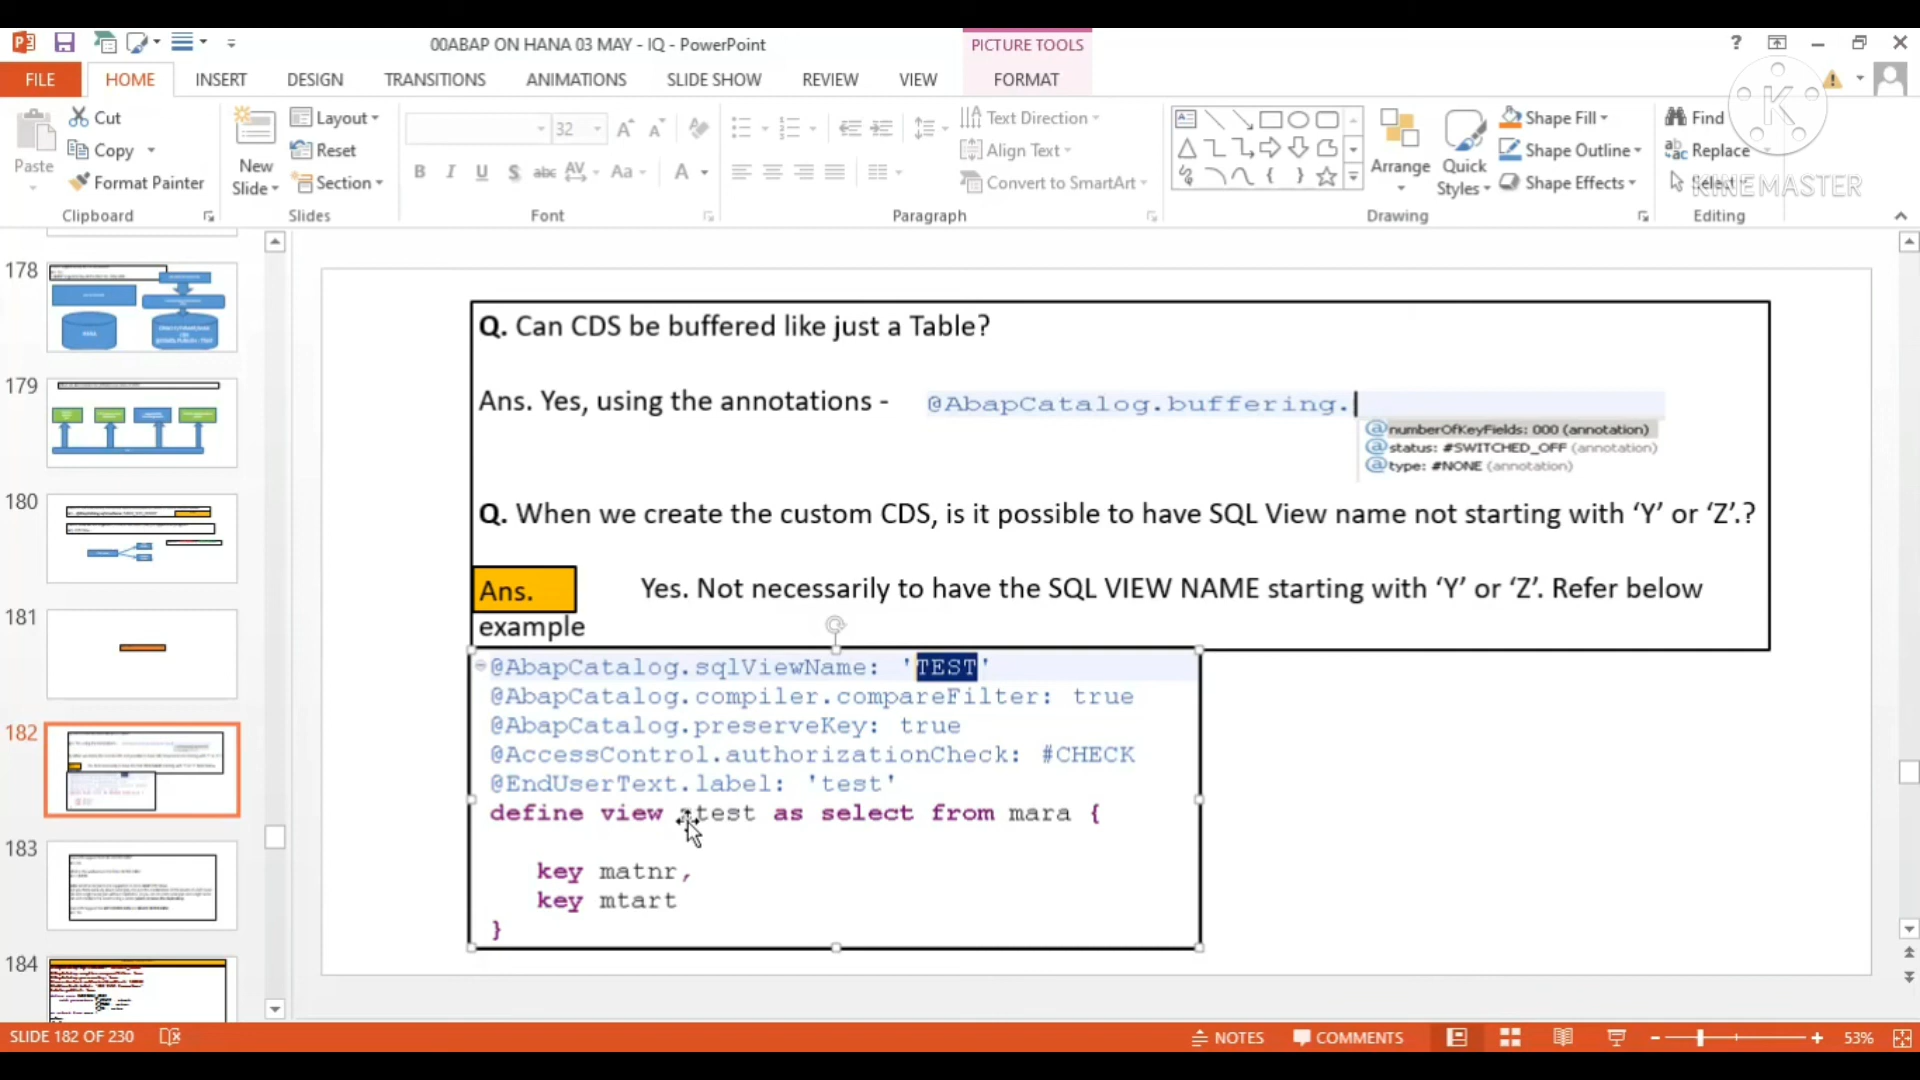 00ABAP ON HANA 03 MAY - IQ - PowerPoint
PICTURE TOOLS
FILE
HOME
INSERT
DESIGN
TRANSITIONS
ANIMATIONS
SLIDE SHOW
REVIEW
VIEW
FORMAT
Paste
Cut
Copy
Format Painter
Clipboard
New
Slide
Layout
Reset
Section
Slides
32
Font
Text Direction
Align Text
Convert to SmartArt
Paragraph
Arrange
Quick
Styles
Shape Fill
Shape Outline
Shape Effects
Drawing
Find
Replace
Select
Editing
K
KINEMASTER
178
179
180
181
182
183
184
Q. Can CDS be buffered like just a Table?
Ans. Yes, using the annotations -
@AbapCatalog.buffering.
numberOfKeyFields: 000 (annotation)
status: #SWITCHED_OFF (annotation)
type: #NONE (annotation)
Q. When we create the custom CDS, is it possible to have SQL View name not starting with ‘Y’ or ‘Z’.?
Ans. Yes. Not necessarily to have the SQL VIEW NAME starting with ‘Y’ or ‘Z’. Refer below
example
@AbapCatalog.sqlViewName: 'TEST'
@AbapCatalog.compiler.compareFilter: true
@AbapCatalog.preserveKey: true
@AccessControl.authorizationCheck: #CHECK
@EndUserText.label: 'test'
define view test as select from mara {
key matnr,
key mtart
}
SLIDE 182 OF 230
NOTES
COMMENTS
53%